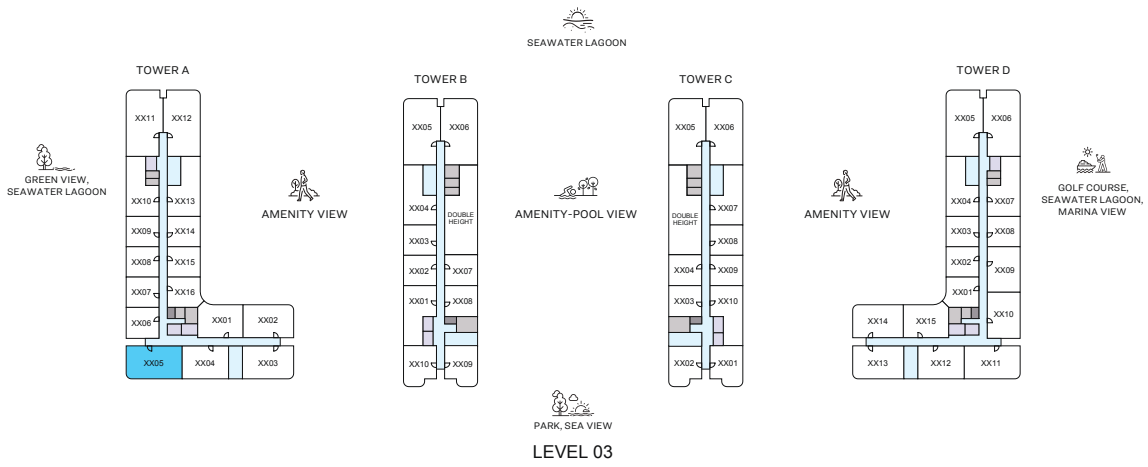 SEAWATER LAGOON
TOWER A
TOWER B
TOWER C
TOWER D
GREEN VIEW,
SEAWATER LAGOON
AMENITY VIEW
AMENITY-POOL VIEW
AMENITY VIEW
GOLF COURSE,
SEAWATER LAGOON,
MARINA VIEW
XX11 XX12
XX10 XX13
XX09 XX14
XX08 XX15
XX07 XX16
XX06 XX01 XX02
XX05 XX04 XX03
XX05 XX06
XX04 DOUBLE
HEIGHT
XX03
XX02 XX07
XX01 XX08
XX10 XX09
XX05 XX06
XX07
DOUBLE
HEIGHT
XX08
XX04 XX09
XX03 XX10
XX02 XX01
XX05 XX06
XX04 XX07
XX03 XX08
XX02 XX09
XX01
XX14 XX15 XX10
XX13 XX12 XX11
PARK, SEA VIEW
LEVEL 03